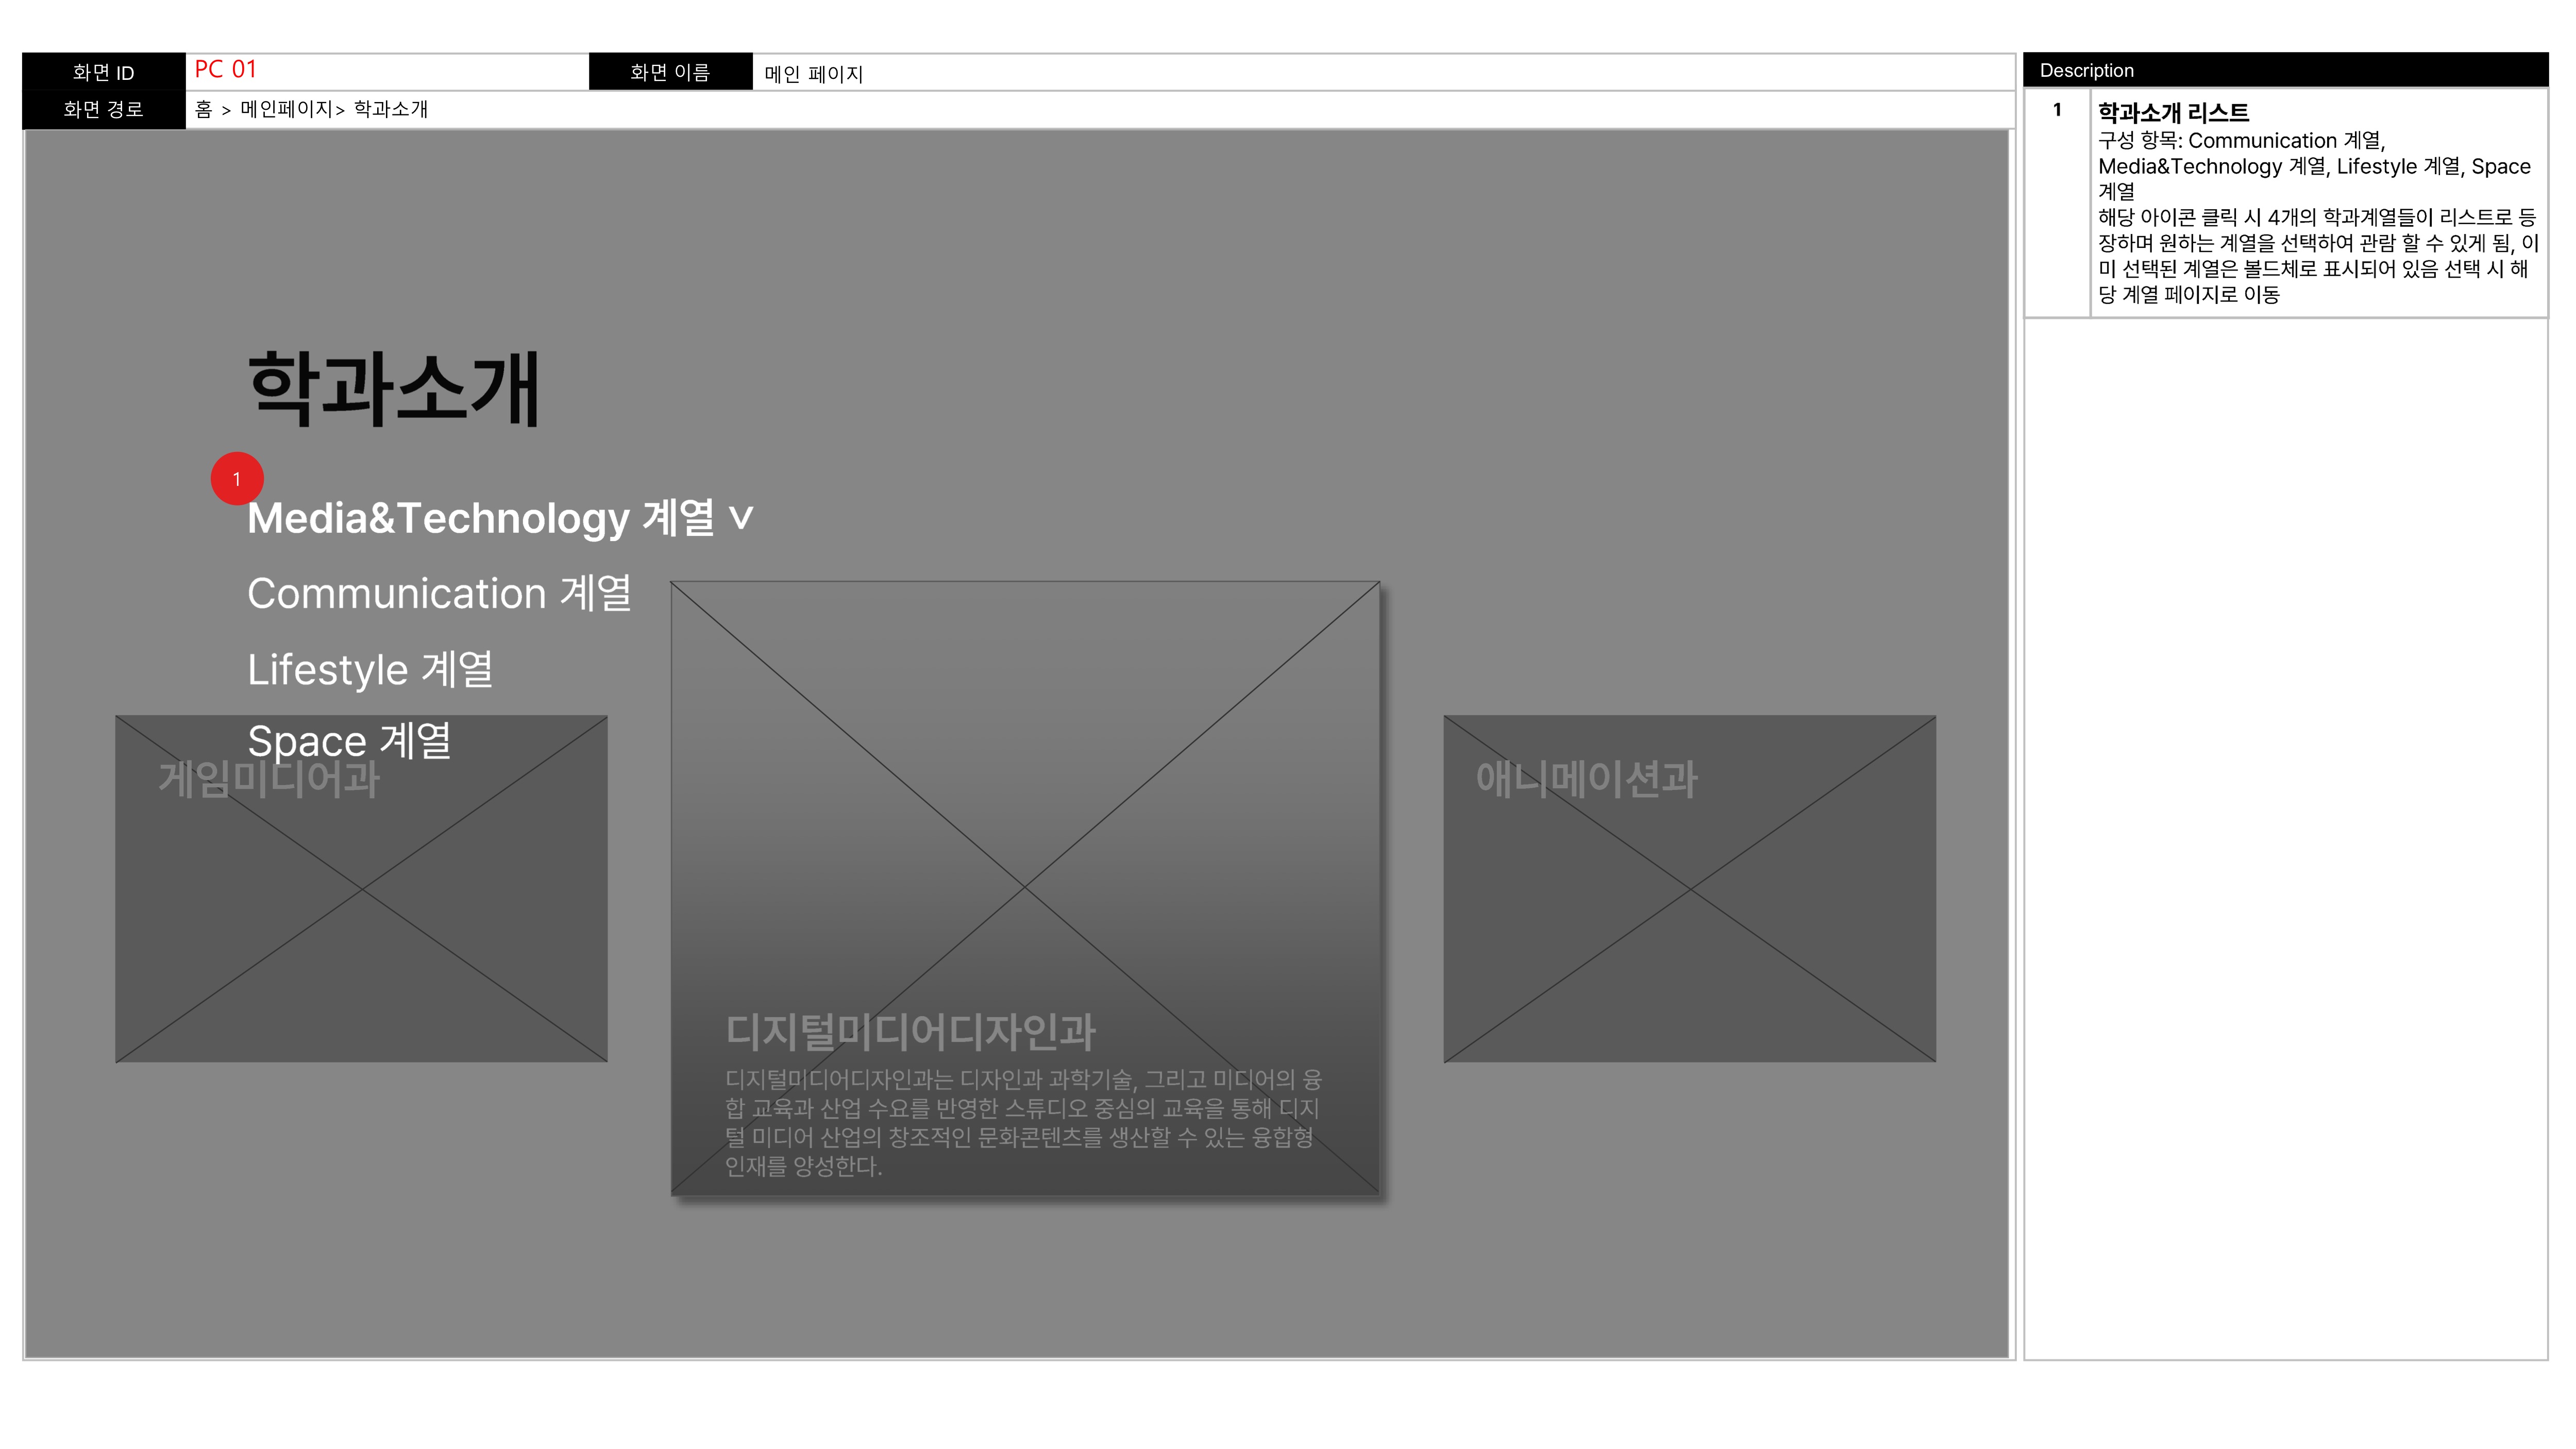 화면 ID
PC 01
화면 이름
메인 페이지
화면 경로
홈 > 메인페이지> 학과소개
학과소개
1
Media&Technology 계열 ∨
Communication 계열
Lifestyle 계열
Space 계열
게임미디어과
애니메이션과
디지털미디어디자인과
디지털미디어디자인과는 디자인과 과학기술, 그리고 미디어의 융
합 교육과 산업 수요를 반영한 스튜디오 중심의 교육을 통해 디지
털 미디어 산업의 창조적인 문화콘텐츠를 생산할 수 있는 융합형
인재를 양성한다.
Description
1
학과소개 리스트
구성 항목: Communication 계열,
Media&Technology 계열, Lifestyle 계열, Space
계열
해당 아이콘 클릭 시 4개의 학과계열들이 리스트로 등
장하며 원하는 계열을 선택하여 관람 할 수 있게 됨, 이
미 선택된 계열은 볼드체로 표시되어 있음 선택 시 해
당 계열 페이지로 이동